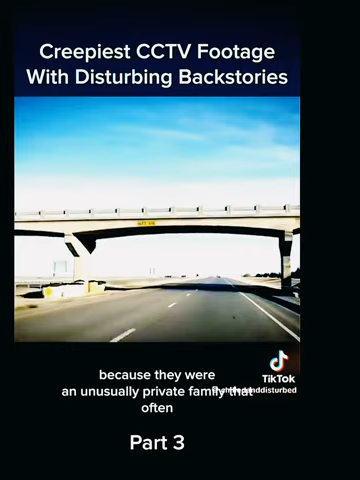 Creepiest CCTV Footage
With Disturbing Backstories
TikTok
because they were
an unusually private family that
often
Part 3